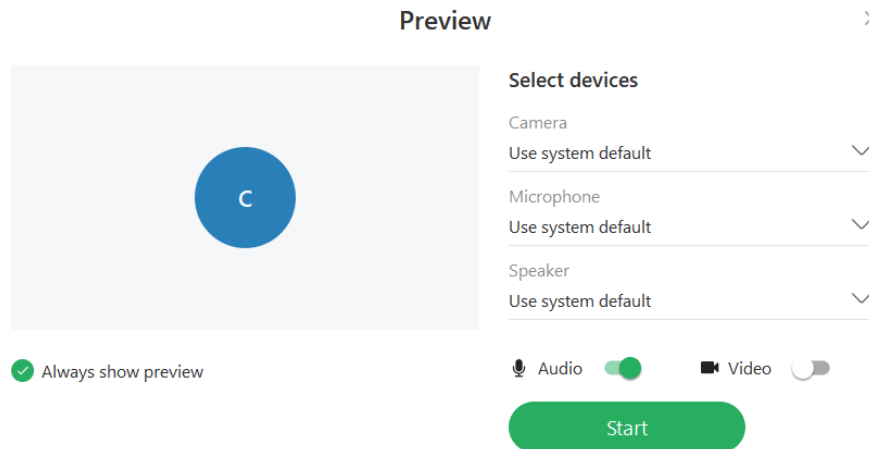 Preview
C
Always show preview
Select devices
Camera
Use system default
Microphone
Use system default
Speaker
Use system default
Audio
Video
Start